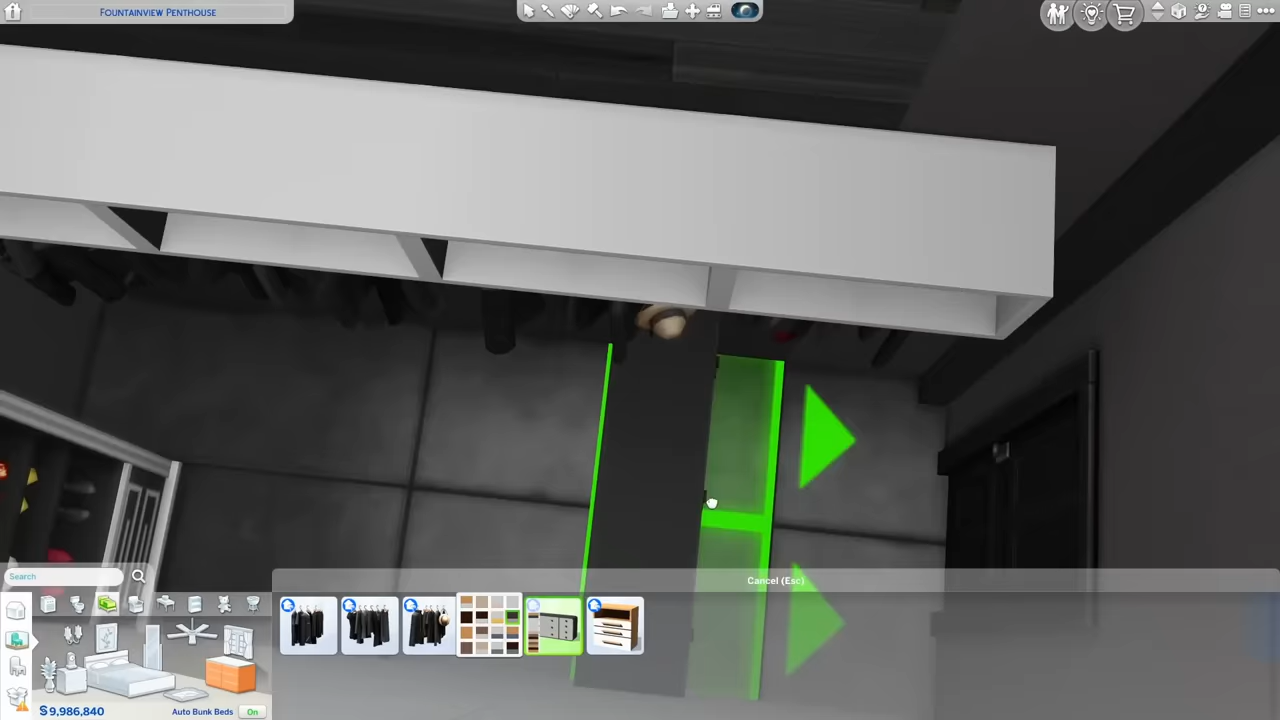 Fountainview Penthouse
Cancel (Esc)
Search
$9,986,840
Auto Bunk Beds
On